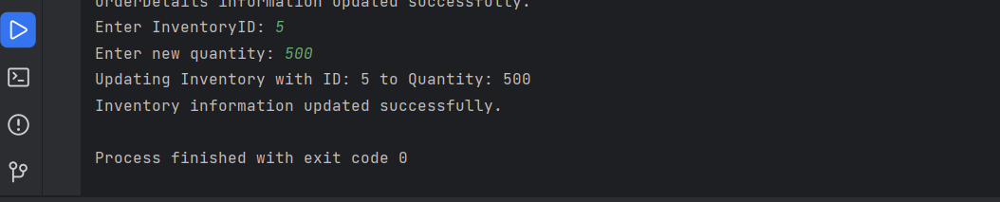 OrderDetails information updated successfully.
Enter InventoryID: 5
Enter new quantity: 500
Updating Inventory with ID: 5 to Quantity: 500
Inventory information updated successfully.
Process finished with exit code 0